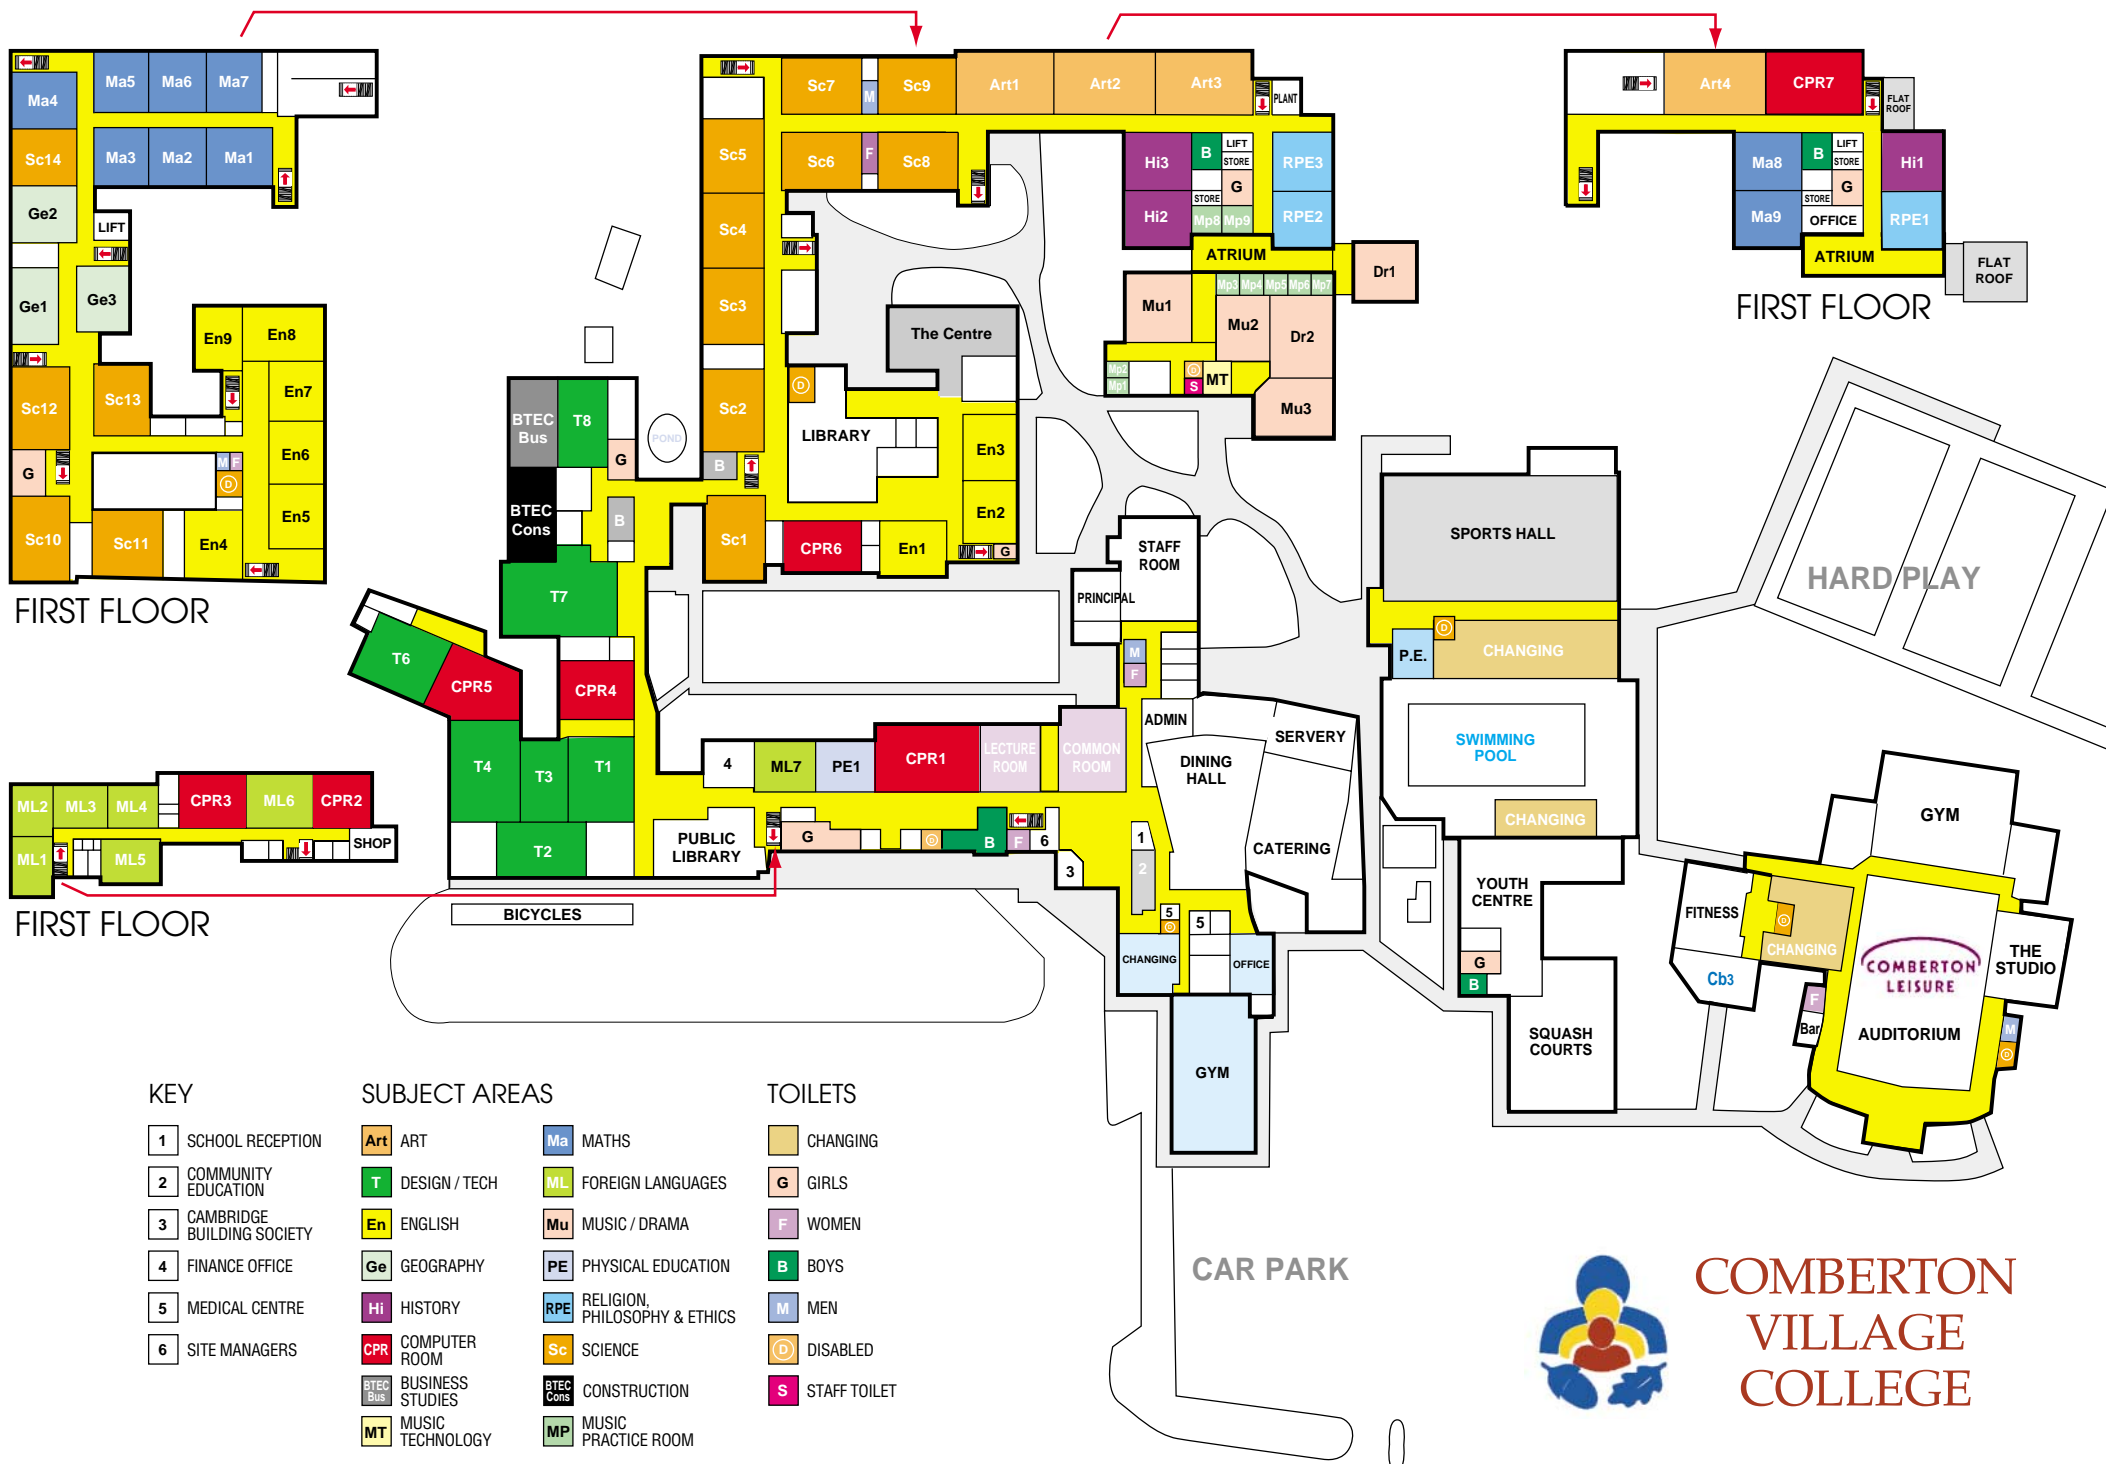 Ma5 Ma6 Ma7
Ma4
Sc14
Ma3 Ma2 Ma1
Ge2
LIFT
Ge1
Ge3
En9 En8
En7
Sc12 Sc13
En6
G
M F
D
En5
Sc10 Sc11 En4
FIRST FLOOR
ML2 ML3 ML4 CPR3 ML6 CPR2
SHOP
ML1 ML5
FIRST FLOOR
Sc7 M Sc9 Art1 Art2 Art3
PLANT
Sc5 Sc6 F Sc8
Hi3 B LIFT
STORE
G
RPE3
Sc4
Hi2 STORE
Mp8 Mp9
RPE2
ATRIUM
Dr1
Sc3
Mp3 Mp4 Mp5 Mp6 Mp7
Mu1
Mu2 Dr2
The Centre
Mp2
Mp1
D
S
MT
Mu3
Sc2
D
LIBRARY
En3
En2
B
Sc1 CPR6 En1
G
Art4 CPR7
FLAT
ROOF
Ma8 B LIFT
STORE
G
Hi1
Ma9 STORE
OFFICE
RPE1
ATRIUM
FLAT
ROOF
FIRST FLOOR
BTEC
Bus
T8
G
POND
BTEC
Cons
B
T7
T6
CPR5 CPR4
T4 T3 T1
T2
4 ML7 PE1 CPR1
LECTURE
ROOM
COMMON
ROOM
PUBLIC
LIBRARY
G D B F 6
3
BICYCLES
STAFF
ROOM
PRINCIPAL
M
F
ADMIN
SERVERY
DINING
HALL
CATERING
1
2
5
D
5
CHANGING
OFFICE
GYM
SPORTS HALL
D
P.E.
CHANGING
SWIMMING
POOL
CHANGING
YOUTH
CENTRE
G
B
SQUASH
COURTS
HARD PLAY
GYM
FITNESS
D
CHANGING
Cb3
THE
STUDIO
COMBERTON
LEISURE
F
Bar
AUDITORIUM
M
D
CAR PARK
KEY
1 SCHOOL RECEPTION
2 COMMUNITY
EDUCATION
3 CAMBRIDGE
BUILDING SOCIETY
4 FINANCE OFFICE
5 MEDICAL CENTRE
6 SITE MANAGERS
SUBJECT AREAS
Art ART
T DESIGN / TECH
En ENGLISH
Ge GEOGRAPHY
Hi HISTORY
CPR COMPUTER
ROOM
BTEC
Bus
BUSINESS
STUDIES
MT MUSIC
TECHNOLOGY
Ma MATHS
ML FOREIGN LANGUAGES
Mu MUSIC / DRAMA
PE PHYSICAL EDUCATION
RPE RELIGION,
PHILOSOPHY & ETHICS
Sc SCIENCE
BTEC
Cons
CONSTRUCTION
MP MUSIC
PRACTICE ROOM
TOILETS
CHANGING
G GIRLS
F WOMEN
B BOYS
M MEN
D DISABLED
S STAFF TOILET
COMBERTON
VILLAGE
COLLEGE